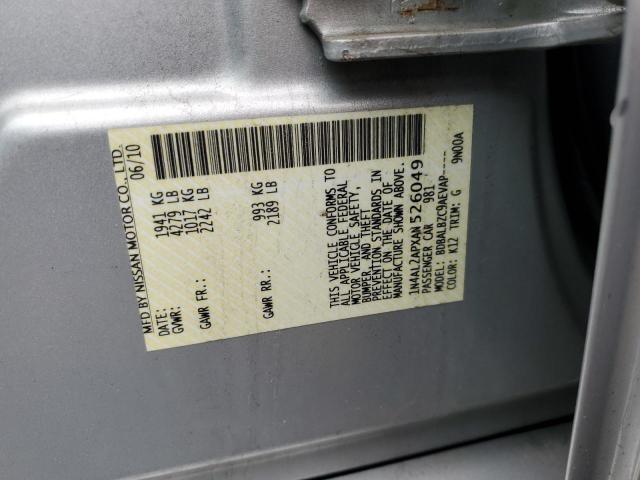 MFD BY NISSAN MOTOR CO., LTD.
DATE: 06/10
GVWR: 1941 KG
4279 LB
GAWR FR.: 1017 KG
2242 LB
GAWR RR.: 993 KG
2189 LB
THIS VEHICLE CONFORMS TO
ALL APPLICABLE FEDERAL
MOTOR VEHICLE SAFETY,
BUMPER, AND THEFT
PREVENTION STANDARDS IN
EFFECT ON THE DATE OF
MANUFACTURE SHOWN ABOVE.
1N4AL2APXAN526049
PASSENGER CAR 981
MODEL: BDBALBZC9AEVAP----
COLOR: K12 TRIM: G 9N00A